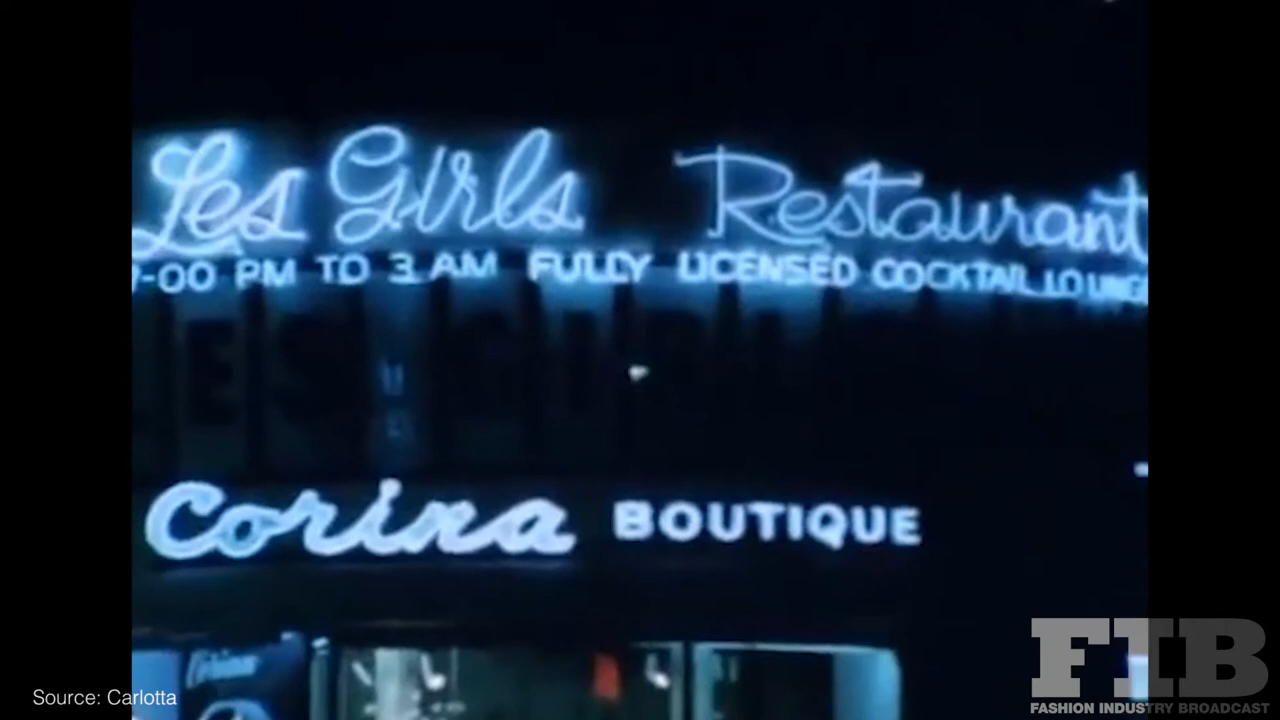 Les Girls Restaurant
-00 PM TO 3 AM FULLY LICENSED COCKTAIL LOUNGE
Corina BOUTIQUE
Source: Carlotta
FIB
FASHION INDUSTRY BROADCAST